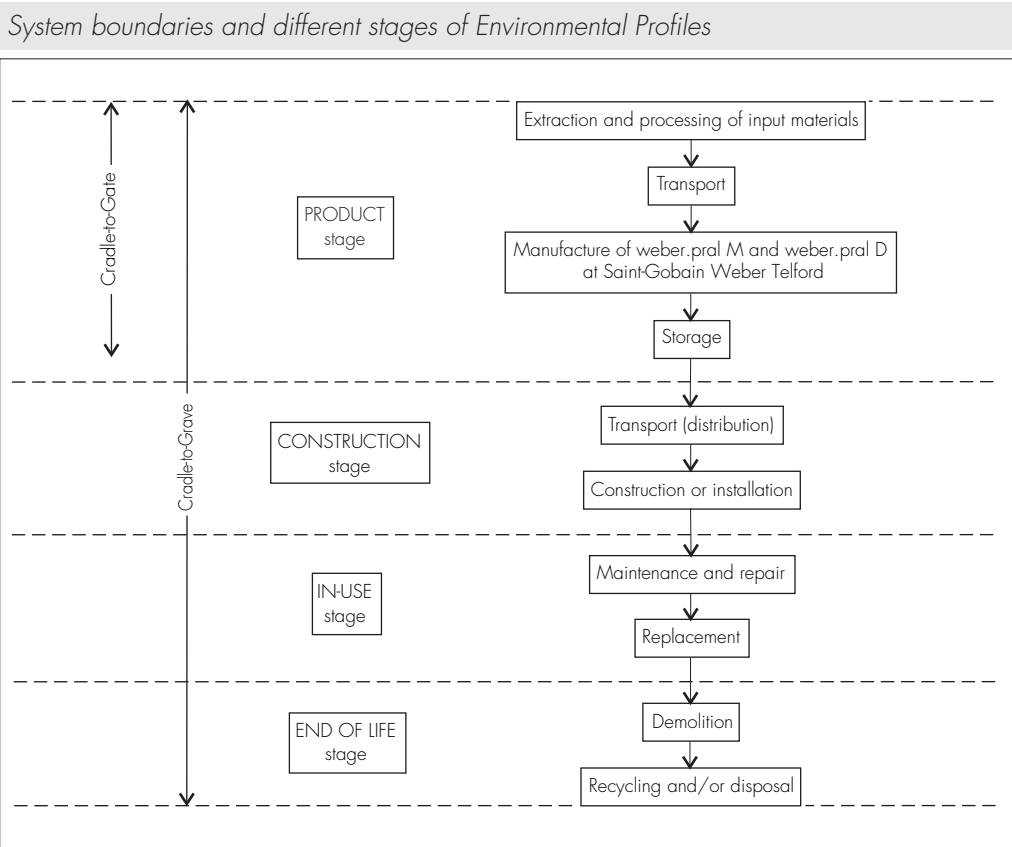 System boundaries and different stages of Environmental Profiles
Cradle-to-Gate
Cradle-to-Grave
PRODUCT
stage
Extraction and processing of input materials
Transport
Manufacture of weber.pral M and weber.pral D
at Saint-Gobain Weber Telford
Storage
CONSTRUCTION
stage
Transport (distribution)
Construction or installation
IN-USE
stage
Maintenance and repair
Replacement
END OF LIFE
stage
Demolition
Recycling and/or disposal